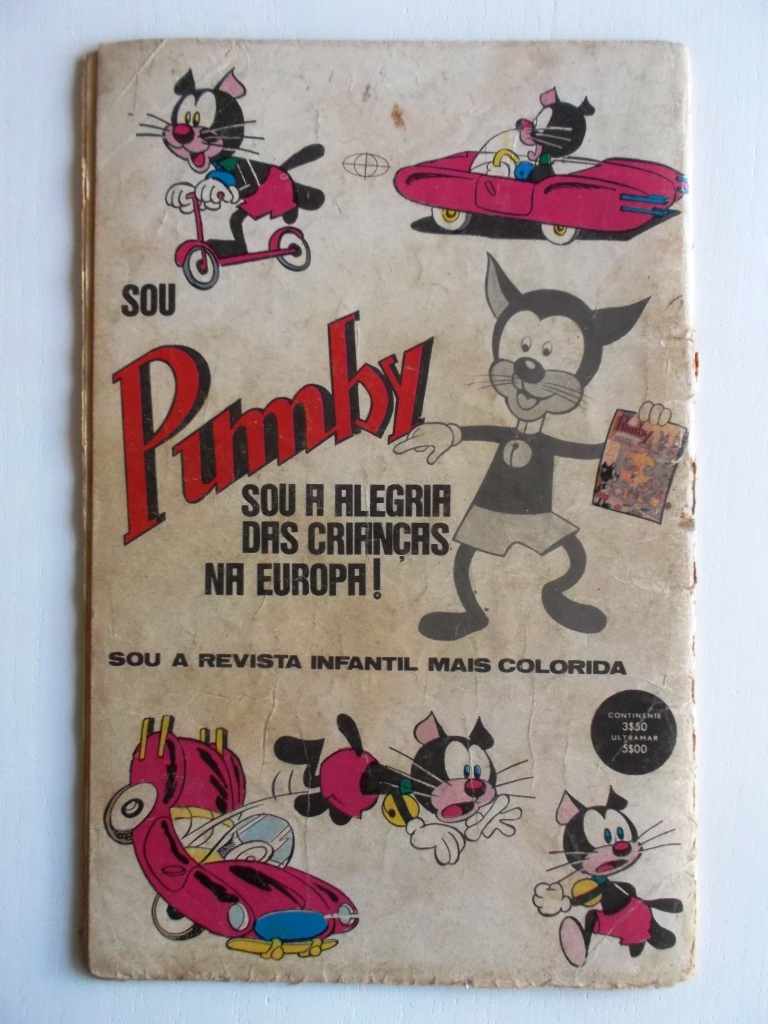 SOU
Pumby
Pumby
SOU A ALEGRIA
DAS CRIANÇAS
NA EUROPA!
SOU A REVISTA INFANTIL MAIS COLORIDA
CONTINENTE
3$50
ULTRAMAR
5$00